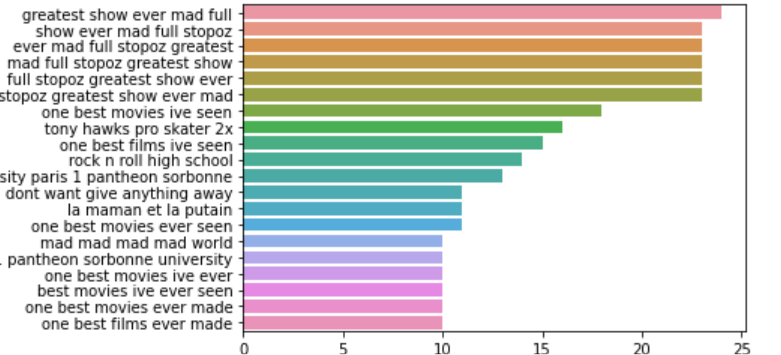 greatest show ever mad full
show ever mad full stopoz
ever mad full stopoz greatest
mad full stopoz greatest show
full stopoz greatest show ever
stopoz greatest show ever mad
one best movies ive seen
tony hawks pro skater 2x
one best films ive seen
rock n roll high school
sity paris 1 pantheon sorbonne
dont want give anything away
la maman et la putain
one best movies ever seen
mad mad mad mad world
pantheon sorbonne university
one best movies ive ever
best movies ive ever seen
one best movies ever made
one best films ever made
0 5 10 15 20 25